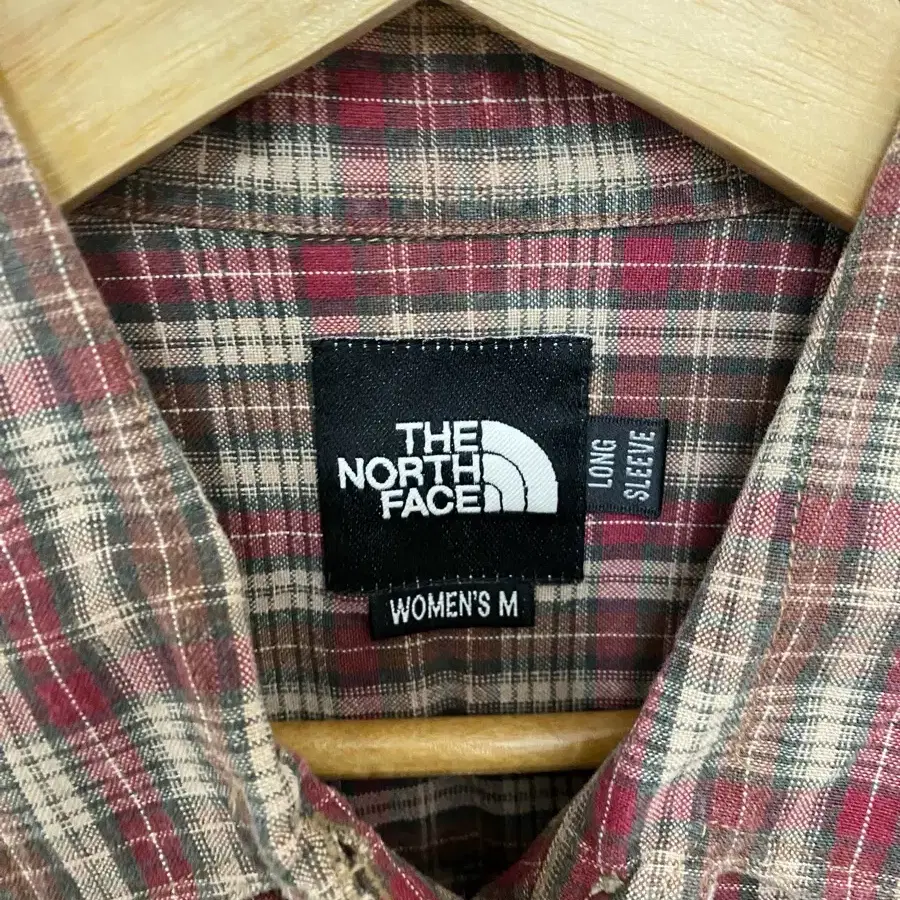 THE
NORTH
FACE
LONG
SLEEVE
WOMEN'S M